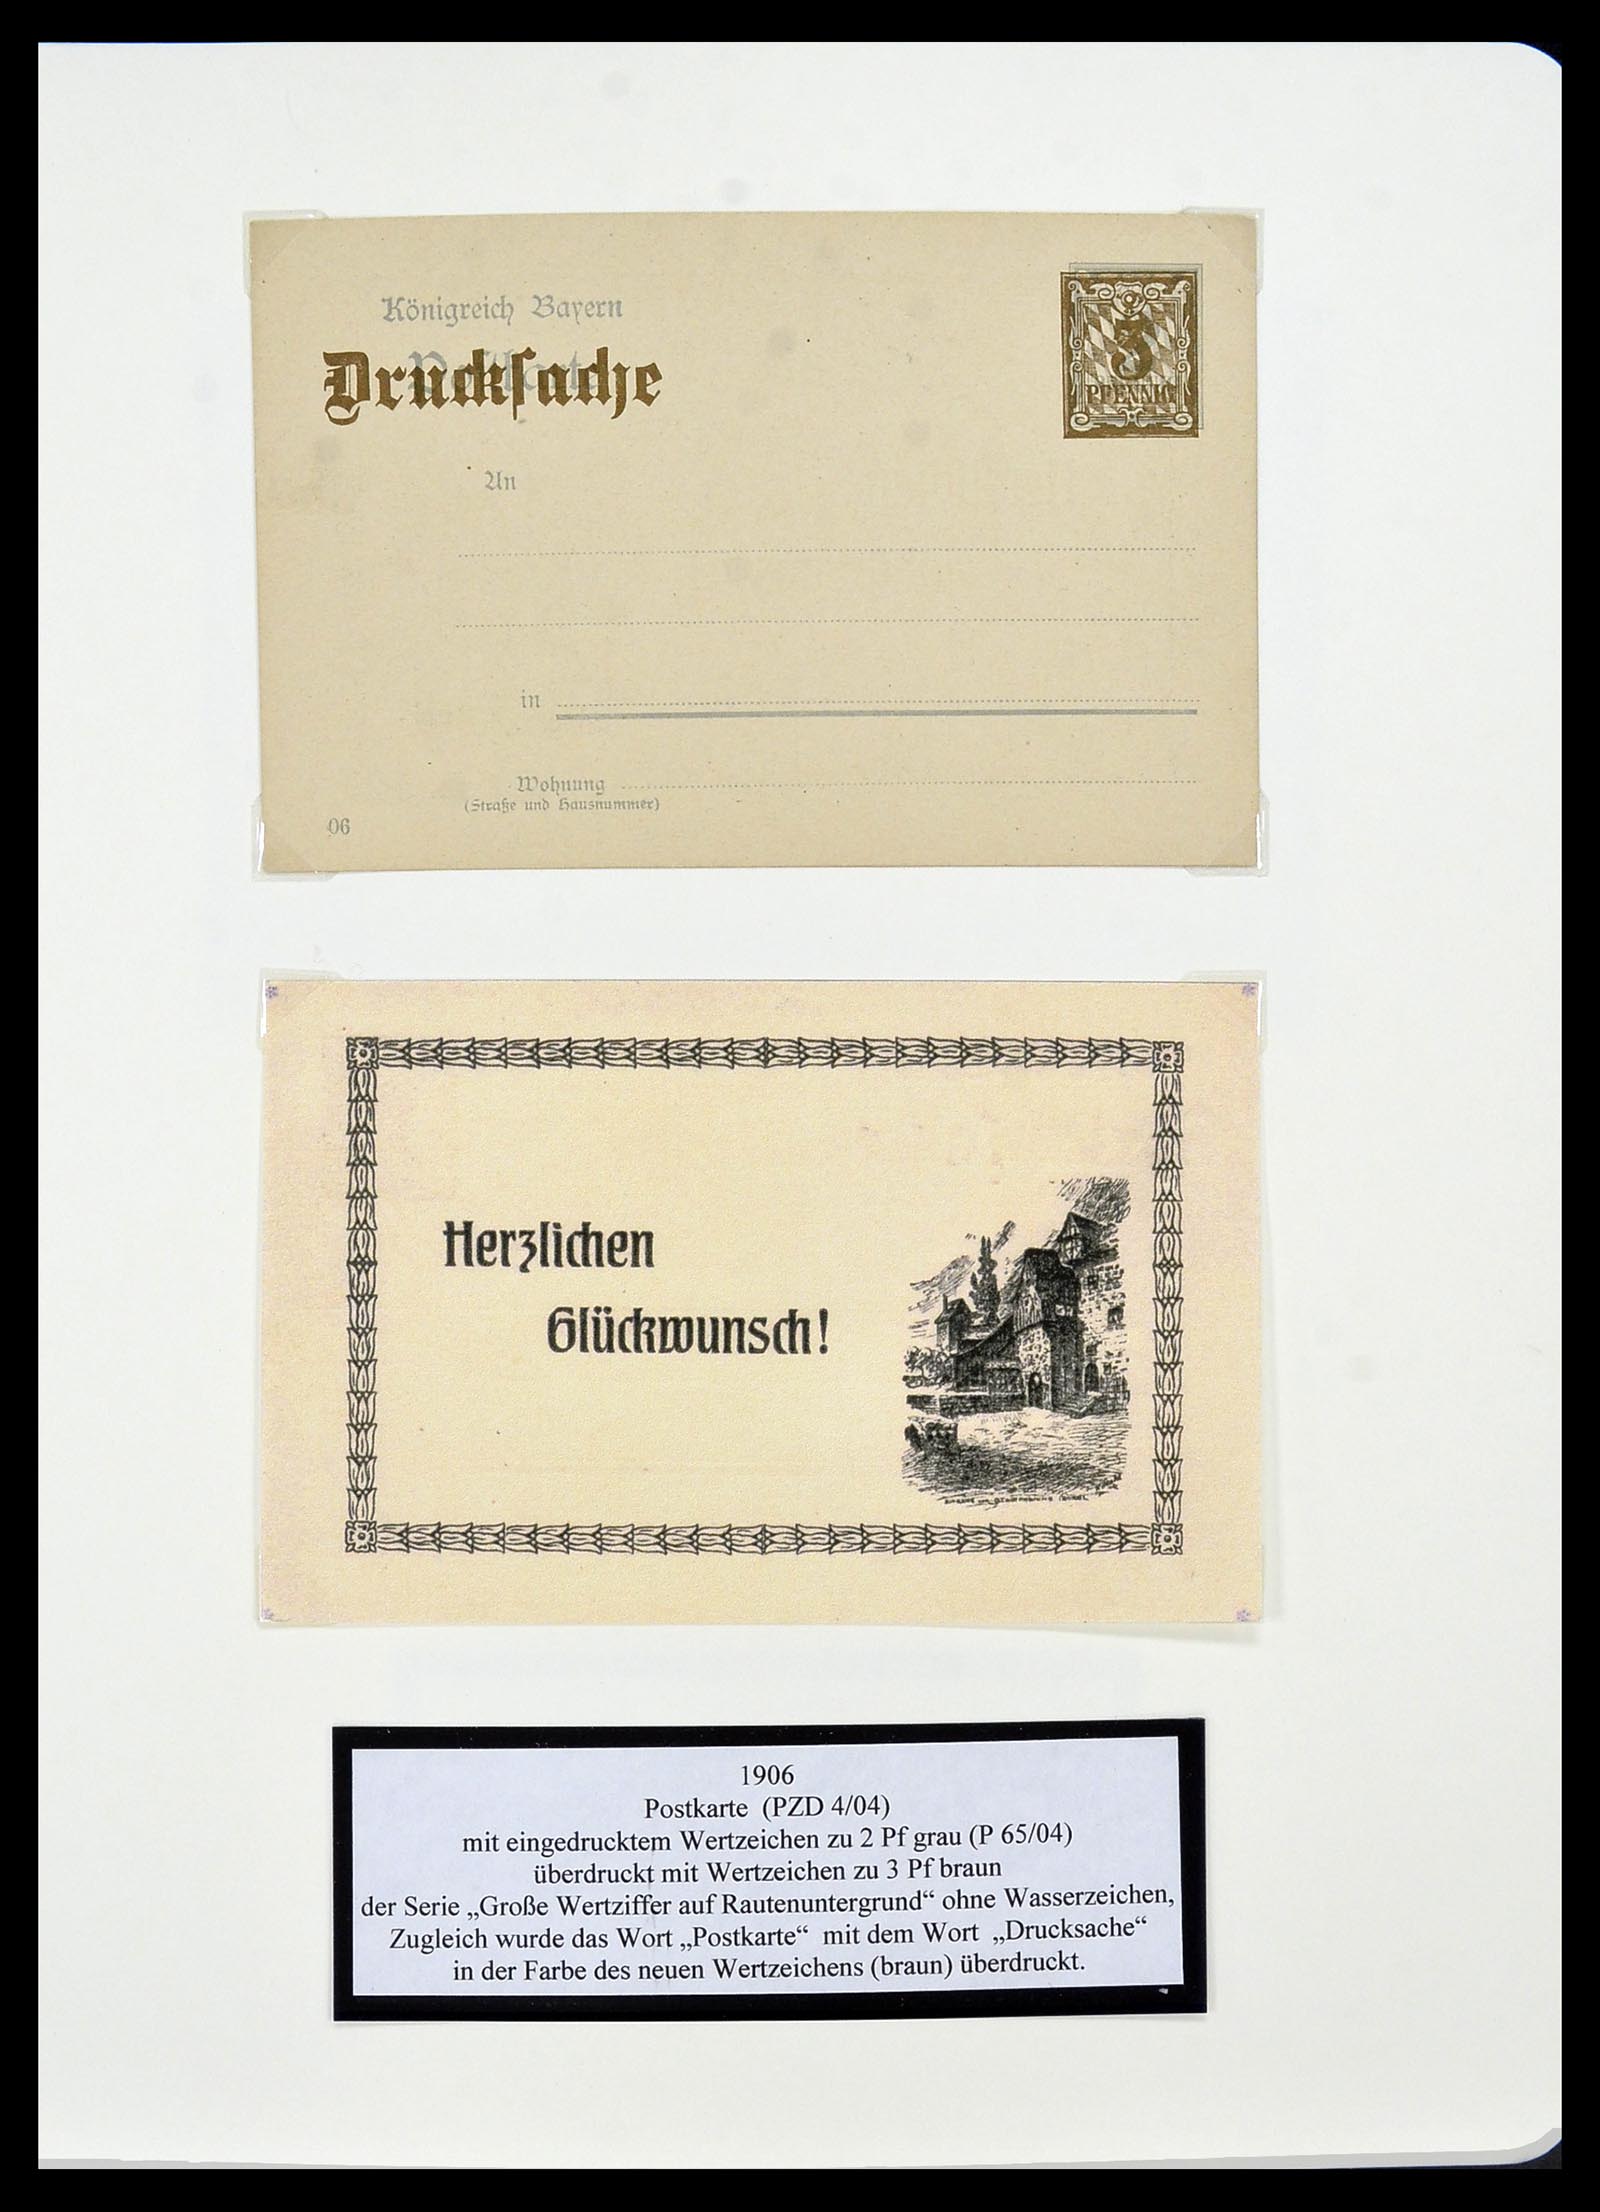 Königreich Bayern
Postkarte
Drucksache
3
PFENNIG
An
in
Wohnung
(Straße und Hausnummer)
06
Herzlichen
Glückwunsch!
1906
Postkarte (PZD 4/04)
mit eingedrucktem Wertzeichen zu 2 Pf grau (P 65/04)
überdruckt mit Wertzeichen zu 3 Pf braun
der Serie „Große Wertziffer auf Rautenuntergrund“ ohne Wasserzeichen,
Zugleich wurde das Wort „Postkarte“ mit dem Wort „Drucksache“
in der Farbe des neuen Wertzeichens (braun) überdruckt.